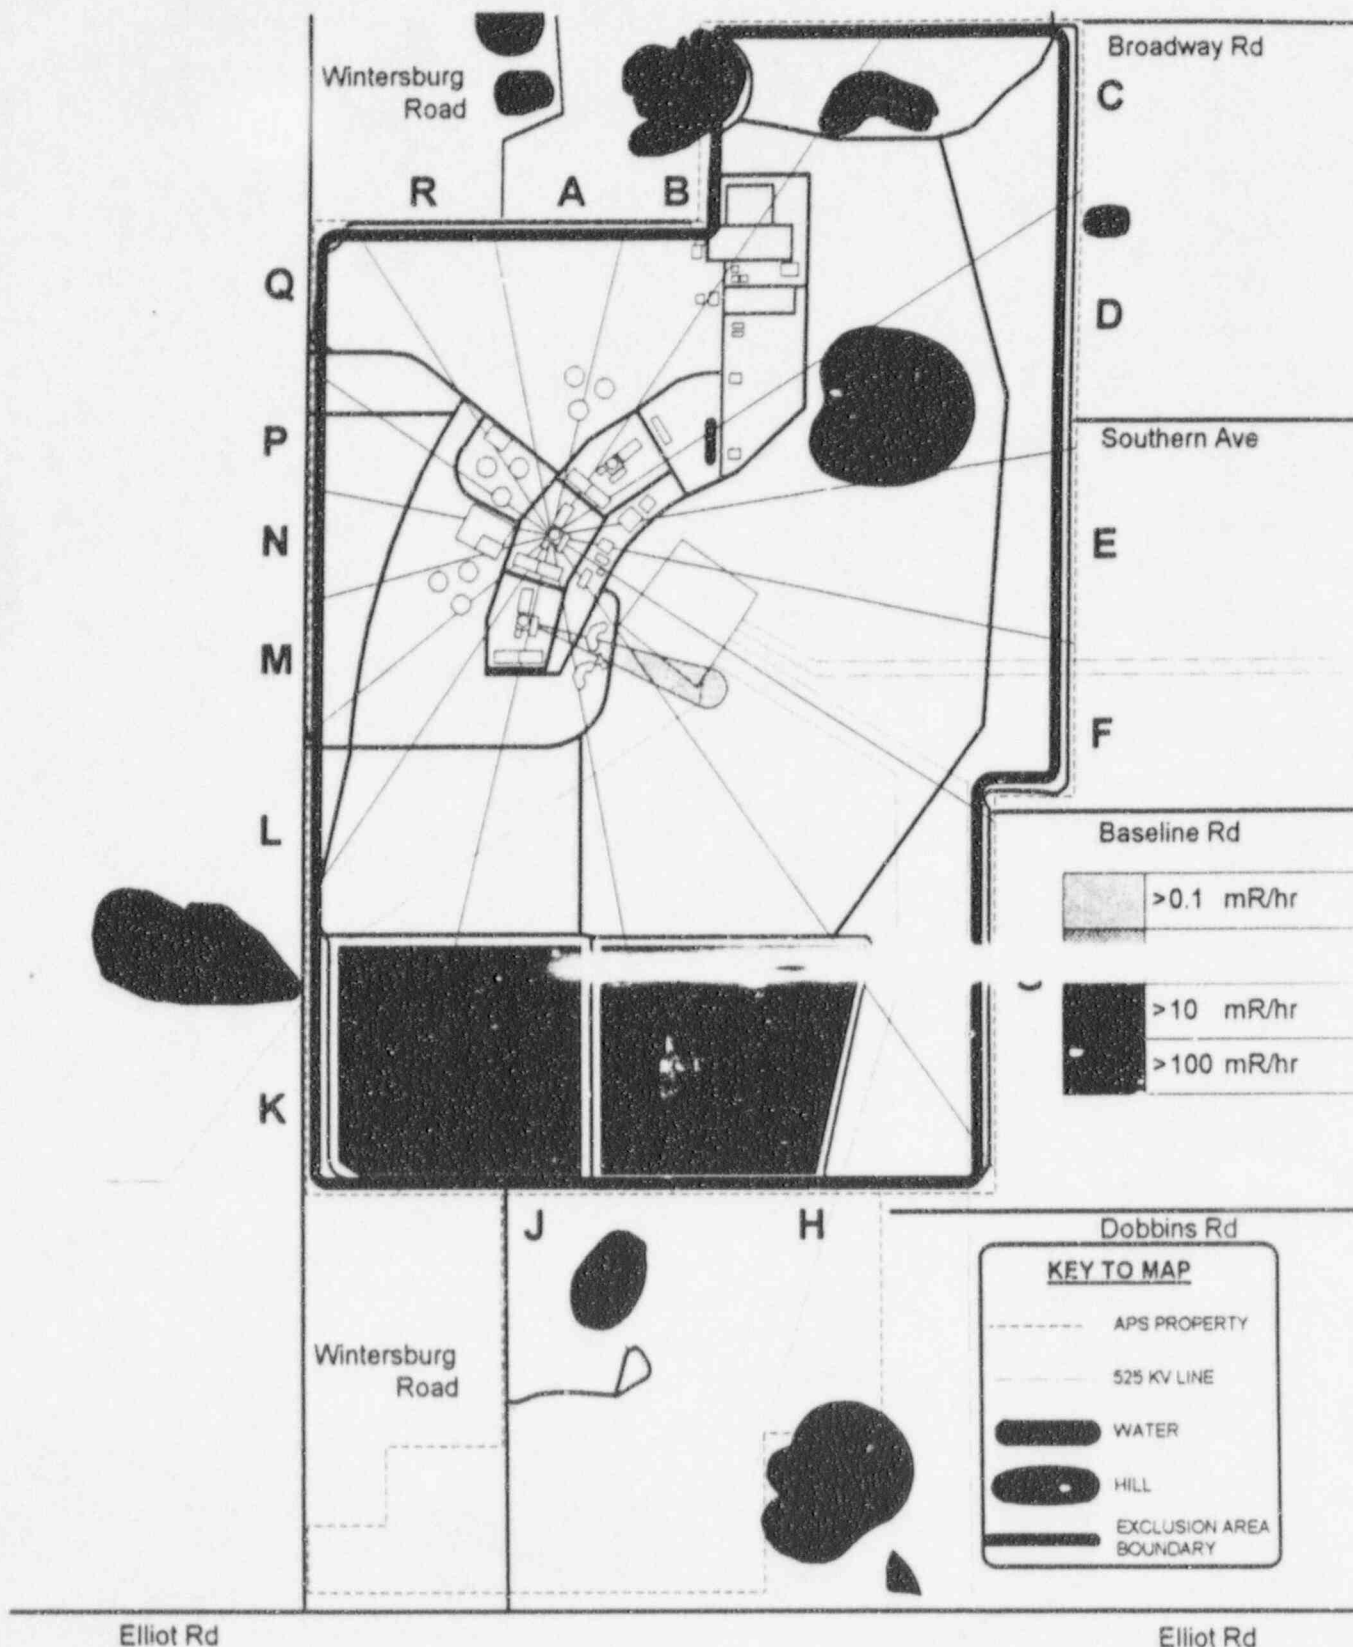 Broadway Rd
Wintersburg
Road
C
R
A
B
Q
D
P
Southern Ave
N
E
M
F
L
Baseline Rd
>0.1 mR/hr
>10 mR/hr
>100 mR/hr
K
J
H
Dobbins Rd
KEY TO MAP
APS PROPERTY
525 KV LINE
WATER
HILL
EXCLUSION AREA
BOUNDARY
Wintersburg
Road
Elliot Rd
Elliot Rd